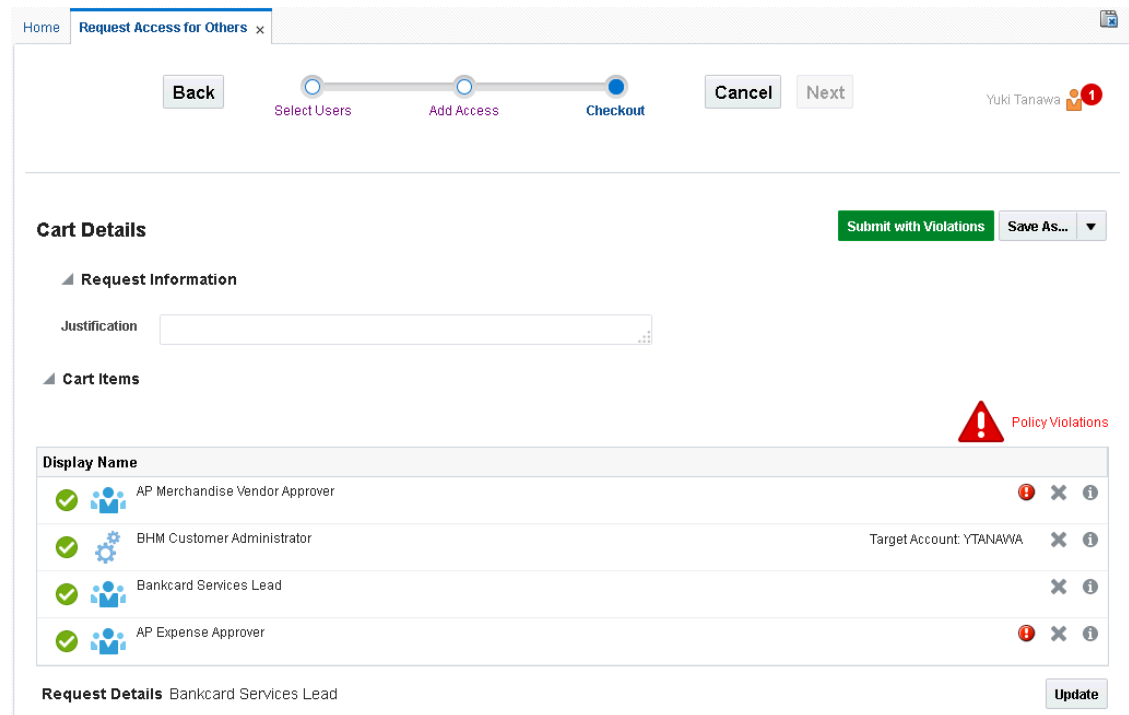 Home Request Access for Others x
Back Cancel Next
Yuki Tanawa 1
Select Users Add Access Checkout
Cart Details Submit with Violations Save As...
Request Information
Justification
Cart Items
Policy Violations
Display Name
AP Merchandise Vendor Approver
BHM Customer Administrator Target Account: YTANAWA
Bankcard Services Lead
AP Expense Approver
Request Details Bankcard Services Lead Update